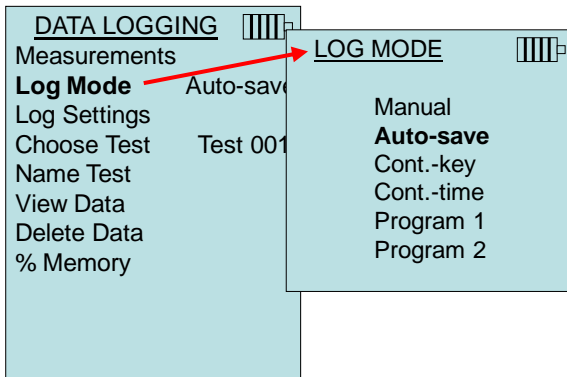 DATA LOGGING
Measurements
Log Mode Auto-save
Log Settings
Choose Test Test 001
Name Test
View Data
Delete Data
% Memory
LOG MODE
Manual
Auto-save
Cont.-key
Cont.-time
Program 1
Program 2